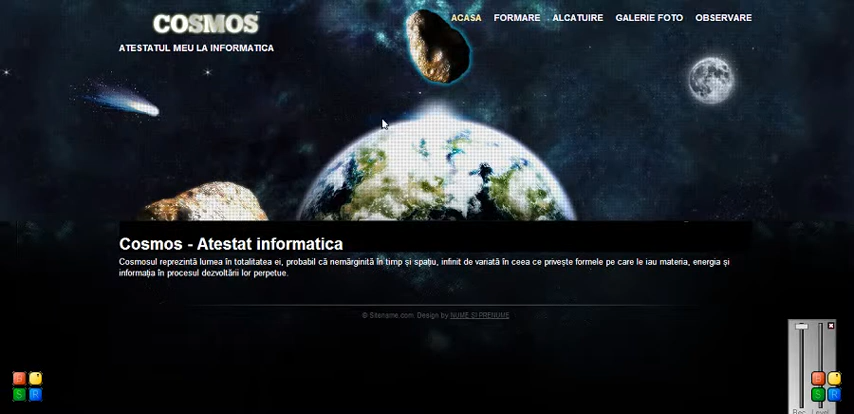 COSMOS
ACASA FORMARE ALCATUIRE GALERIE FOTO OBSERVARE
ATESTATUL MEU LA INFORMATICA
Cosmos - Atestat informatica
Cosmosul reprezintă lumea în totalitatea ei, probabil că nemărginită în timp și spațiu, infinit de variată în ceea ce privește formele pe care le iau materia, energia și
informația în procesul dezvoltării lor perpetue.
© Sitename.com. Design by NUME SI PRENUME
B
S R
B
S R
Rec. Level